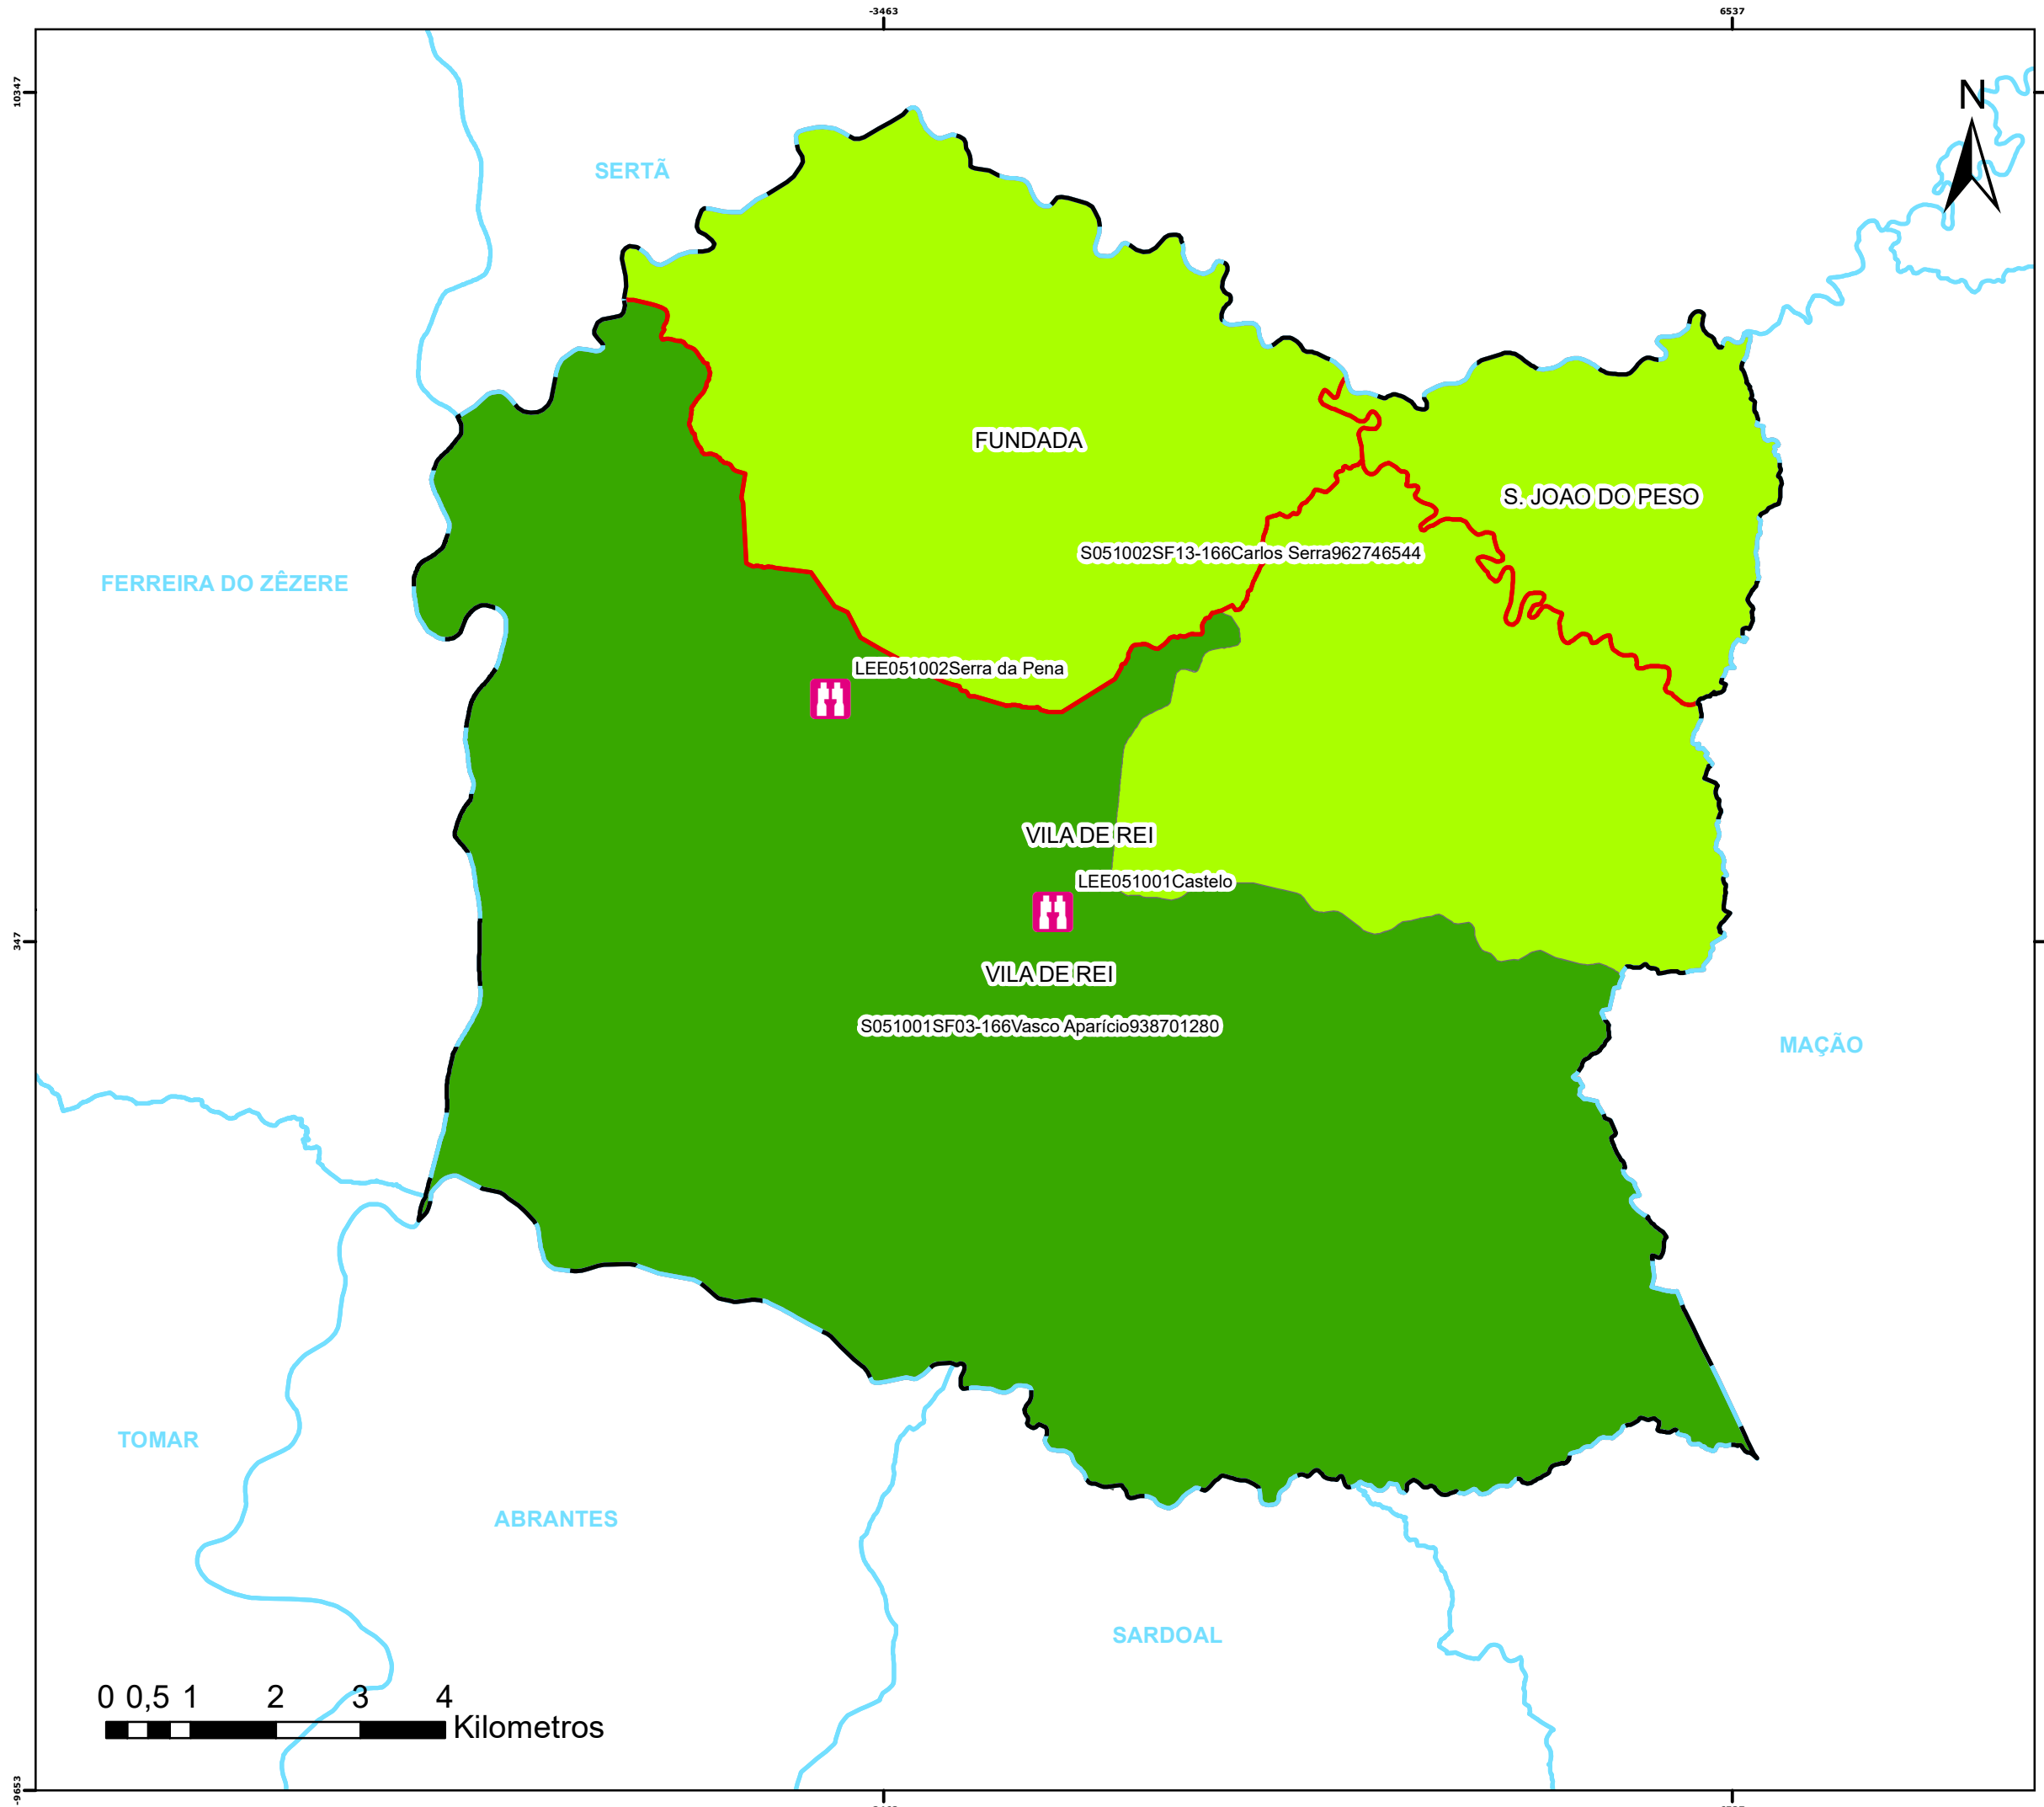 -3463
6537
10347
N
SERTÃ
FUNDADA
S. JOAO DO PESO
S051002SF13-166Carlos Serra962746544
FERREIRA DO ZÊZERE
LEE051002Serra da Pena
VILA DE REI
LEE051001Castelo
347
VILA DE REI
S051001SF03-166Vasco Aparício938701280
MAÇÃO
TOMAR
ABRANTES
SARDOAL
0 0,5 1 2 3 4
Kilometros
-9653